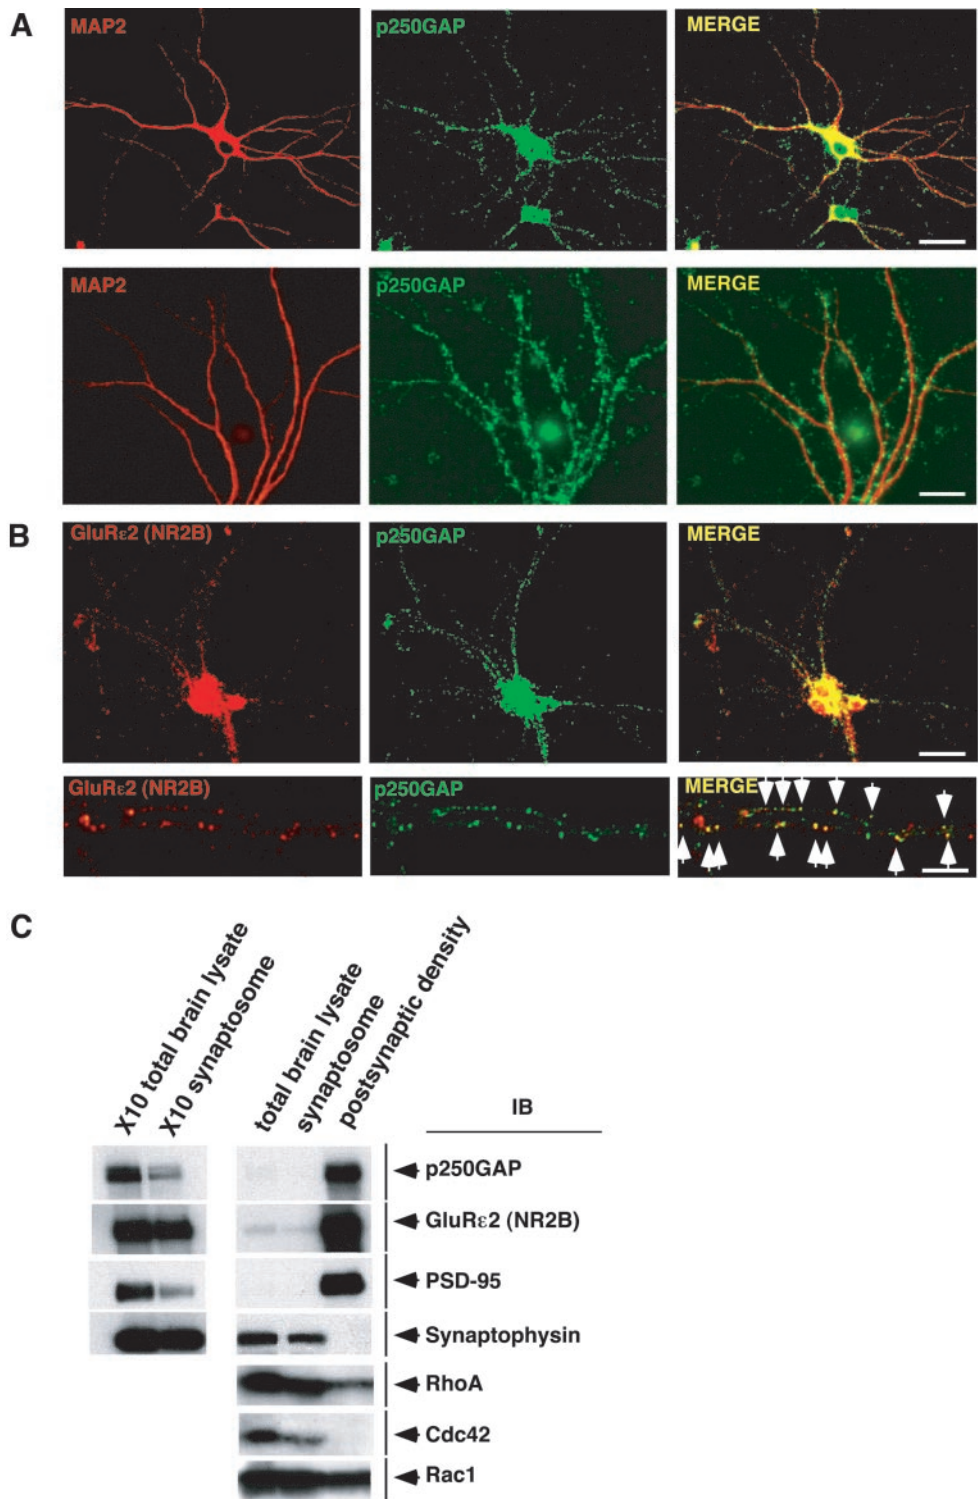 A
MAP2
p250GAP
MERGE
MAP2
p250GAP
MERGE
B
GluRε2 (NR2B)
p250GAP
MERGE
GluRε2 (NR2B)
p250GAP
MERGE
C
X10 total brain lysate
X10 synaptosome
total brain lysate
synaptosome
postsynaptic density
IB
p250GAP
GluRε2 (NR2B)
PSD-95
Synaptophysin
RhoA
Cdc42
Rac1